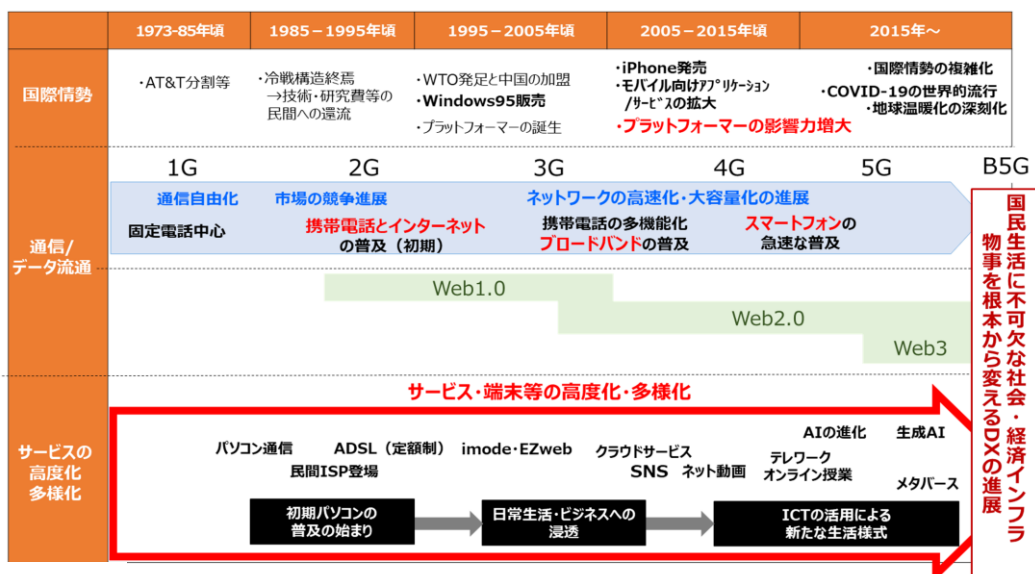 1973-85年頃
1985－1995年頃
1995－2005年頃
2005－2015年頃
2015年～
国際情勢
・AT&T分割等
・冷戦構造終焉
→技術・研究費等の
民間への還流
・WTO発足と中国の加盟
・Windows95販売
・プラットフォーマーの誕生
・iPhone発売
・モバイル向けｱﾌﾟﾘｹｰｼｮﾝ
/ｻｰﾋﾞｽの拡大
・プラットフォーマーの影響力増大
・国際情勢の複雑化
・COVID-19の世界的流行
・地球温暖化の深刻化
通信/
データ流通
1G
2G
3G
4G
5G
B5G
通信自由化
市場の競争進展
ネットワークの高速化・大容量化の進展
固定電話中心
携帯電話とインターネット
の普及（初期）
携帯電話の多機能化
ブロードバンドの普及
スマートフォンの
急速な普及
Web1.0
Web2.0
Web3
サービスの
高度化
多様化
サービス・端末等の高度化・多様化
パソコン通信
ADSL（定額制）
民間ISP登場
imode・EZweb
クラウドサービス
SNS
ネット動画
AIの進化
テレワーク
オンライン授業
生成AI
メタバース
初期パソコンの
普及の始まり
日常生活・ビジネスへの
浸透
ICTの活用による
新たな生活様式
国民生活に不可欠な社会・経済インフラ
物事を根本から変えるDXの進展